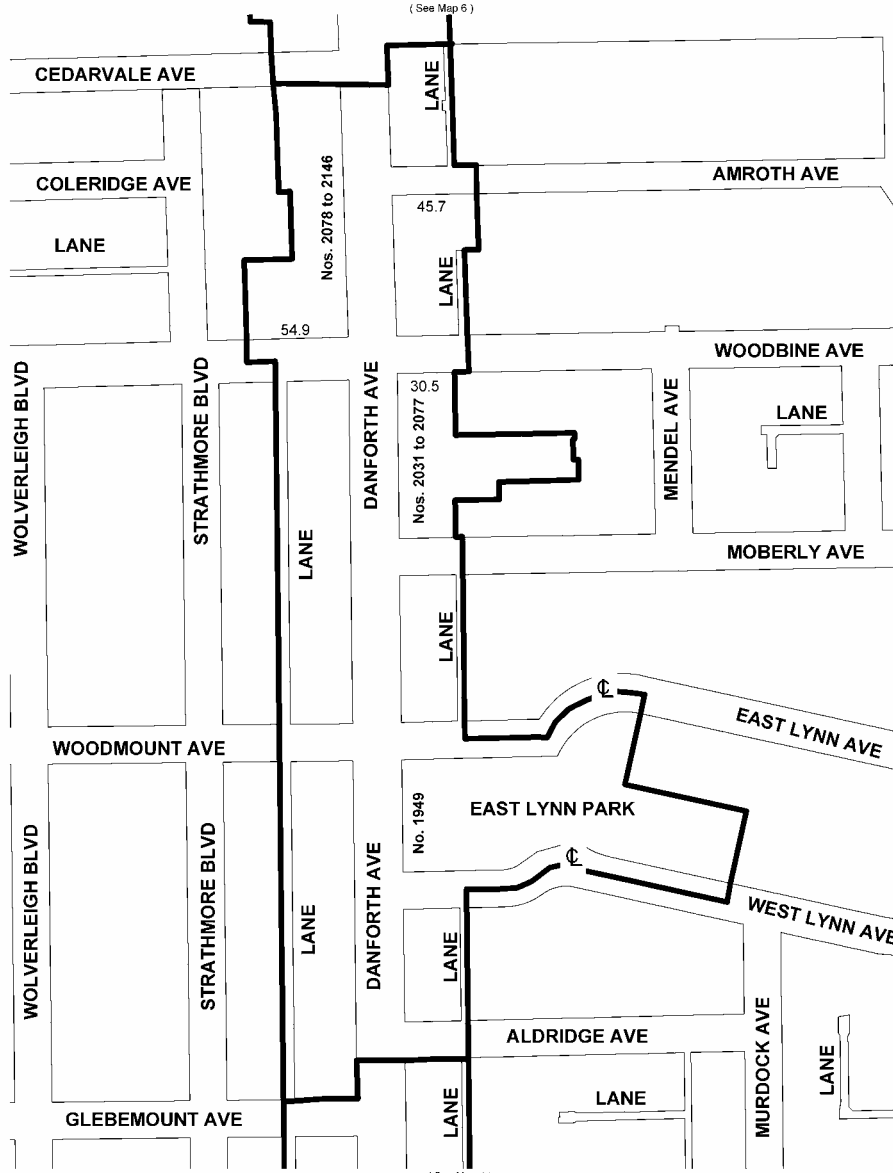 ( See Map 6 )
CEDARVALE AVE
LANE
COLERIDGE AVE
AMROTH AVE
Nos. 2078 to 2146
45.7
LANE
LANE
54.9
WOODBINE AVE
WOLVERLEIGH BLVD
STRATHMORE BLVD
DANFORTH AVE
30.5
Nos. 2031 to 2077
MENDEL AVE
LANE
LANE
MOBERLY AVE
LANE
EAST LYNN AVE
WOODMOUNT AVE
No. 1949
EAST LYNN PARK
WOLVERLEIGH BLVD
STRATHMORE BLVD
LANE
DANFORTH AVE
WEST LYNN AVE
LANE
ALDRIDGE AVE
MURDOCK AVE
LANE
LANE
LANE
GLEBEMOUNT AVE